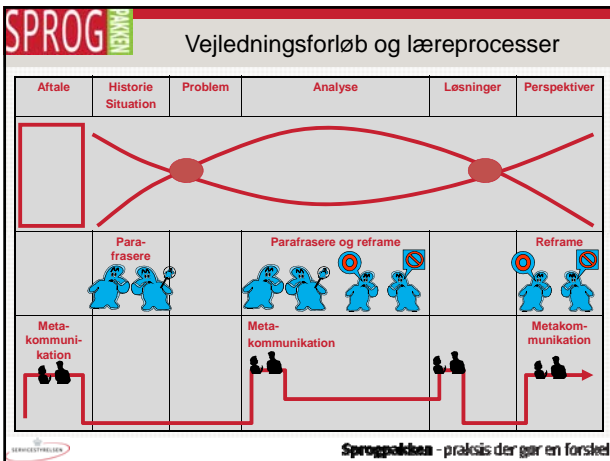 SPROG
PAKKEN
Vejledningsforløb og læreprocesser
Aftale
Historie
Situation
Problem
Analyse
Løsninger
Perspektiver
Para-
frasere
Parafrasere og reframe
Reframe
Meta-
kommuni-
kation
Meta-
kommunikation
Metakom-
munikation
SERVICESTYRELSEN
Sprogpakken - praksis der gør en forskel